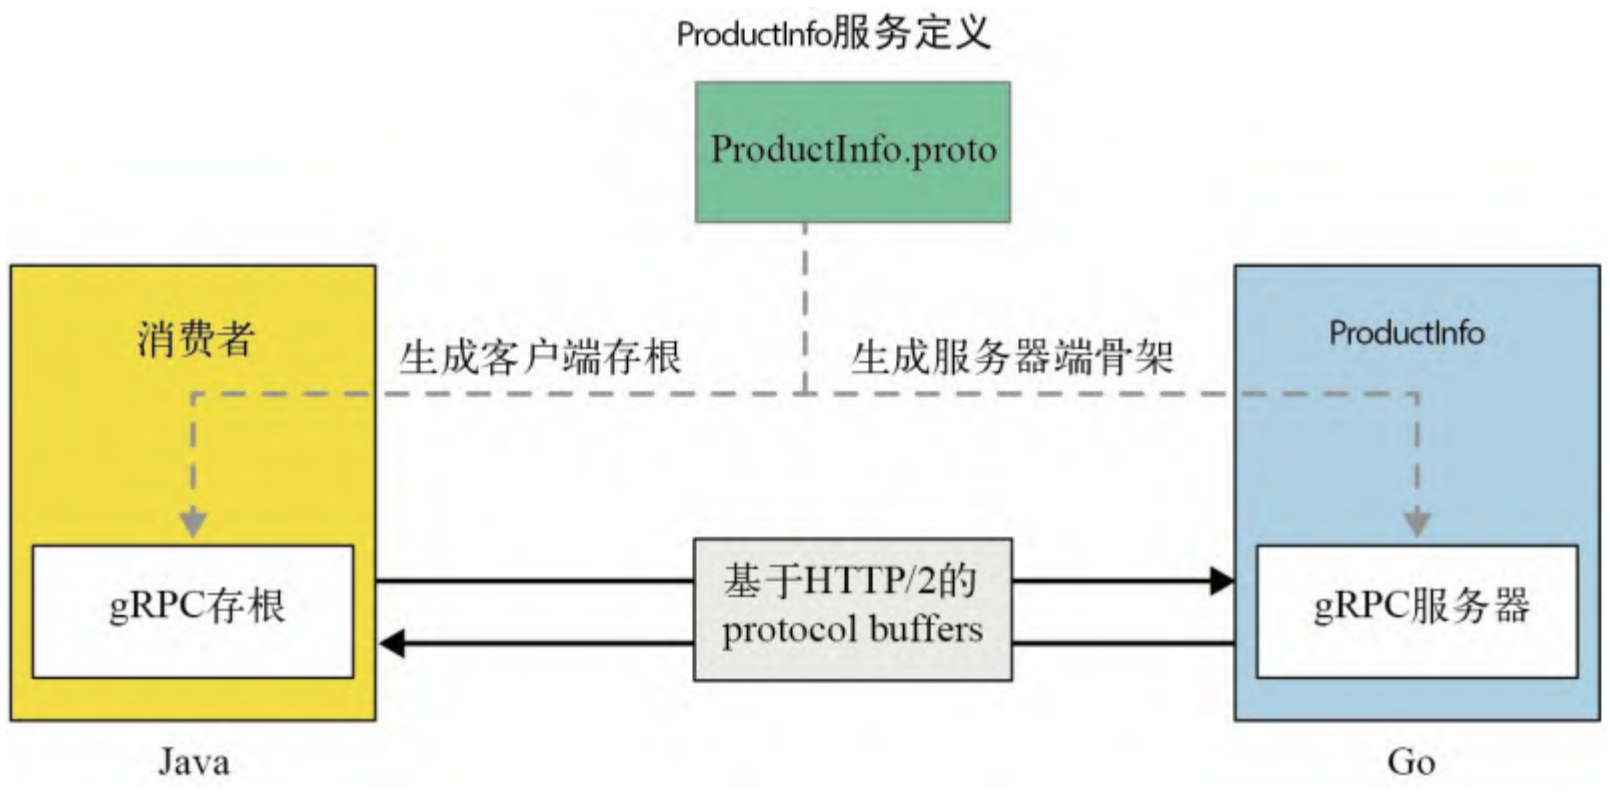 ProductInfo服务定义
ProductInfo.proto
消费者
生成客户端存根
生成服务器端骨架
ProductInfo
gRPC存根
基于HTTP/2的
protocol buffers
gRPC服务器
Java
Go